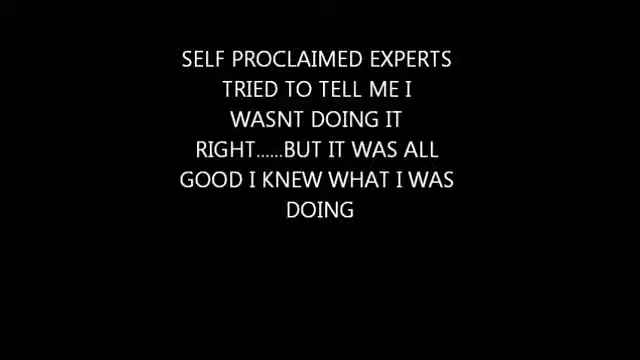 SELF PROCLAIMED EXPERTS
TRIED TO TELL ME I
WASNT DOING IT
RIGHT......BUT IT WAS ALL
GOOD I KNEW WHAT I WAS
DOING